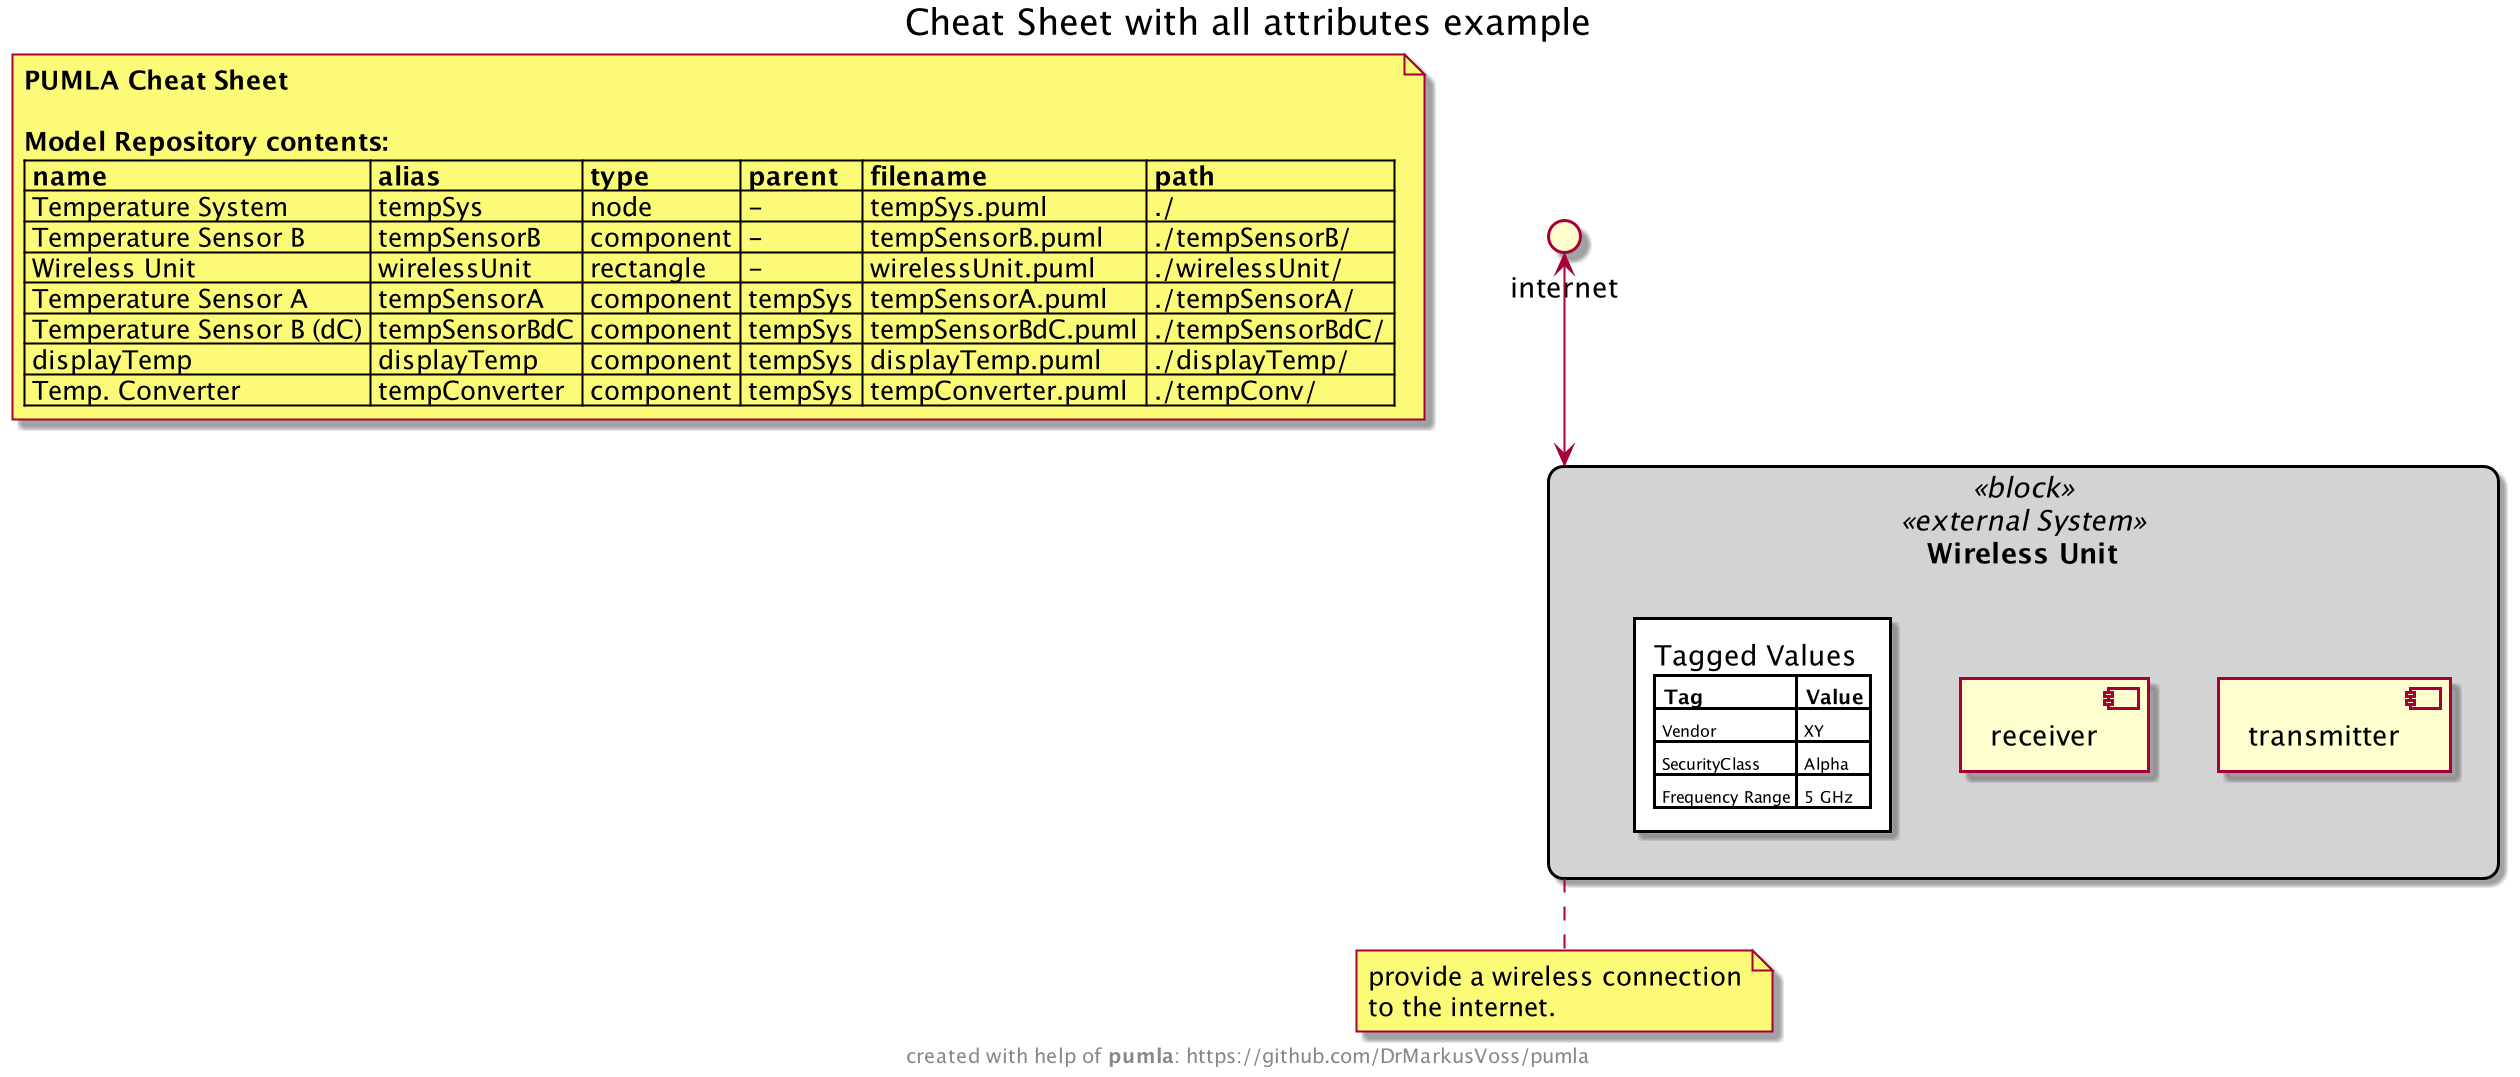 Cheat Sheet with all attributes example
PUMLA Cheat Sheet
Model Repository contents:
name alias type parent filename path
Temperature System tempSys node - tempSys.puml ./
Temperature Sensor B tempSensorB component - tempSensorB.puml ./tempSensorB/
Wireless Unit wirelessUnit rectangle - wirelessUnit.puml ./wirelessUnit/
Temperature Sensor A tempSensorA component tempSys tempSensorA.puml ./tempSensorA/
Temperature Sensor B (dC) tempSensorBdC component tempSys tempSensorBdC.puml ./tempSensorBdC/
displayTemp displayTemp component tempSys displayTemp.puml ./displayTemp/
Temp. Converter tempConverter component tempSys tempConverter.puml ./tempConv/
internet
«block»
«external System»
Wireless Unit
Tagged Values
Tag Value
Vendor XY
SecurityClass Alpha
Frequency Range 5 GHz
receiver
transmitter
provide a wireless connection
to the internet.
created with help of pumla: https://github.com/DrMarkusVoss/pumla